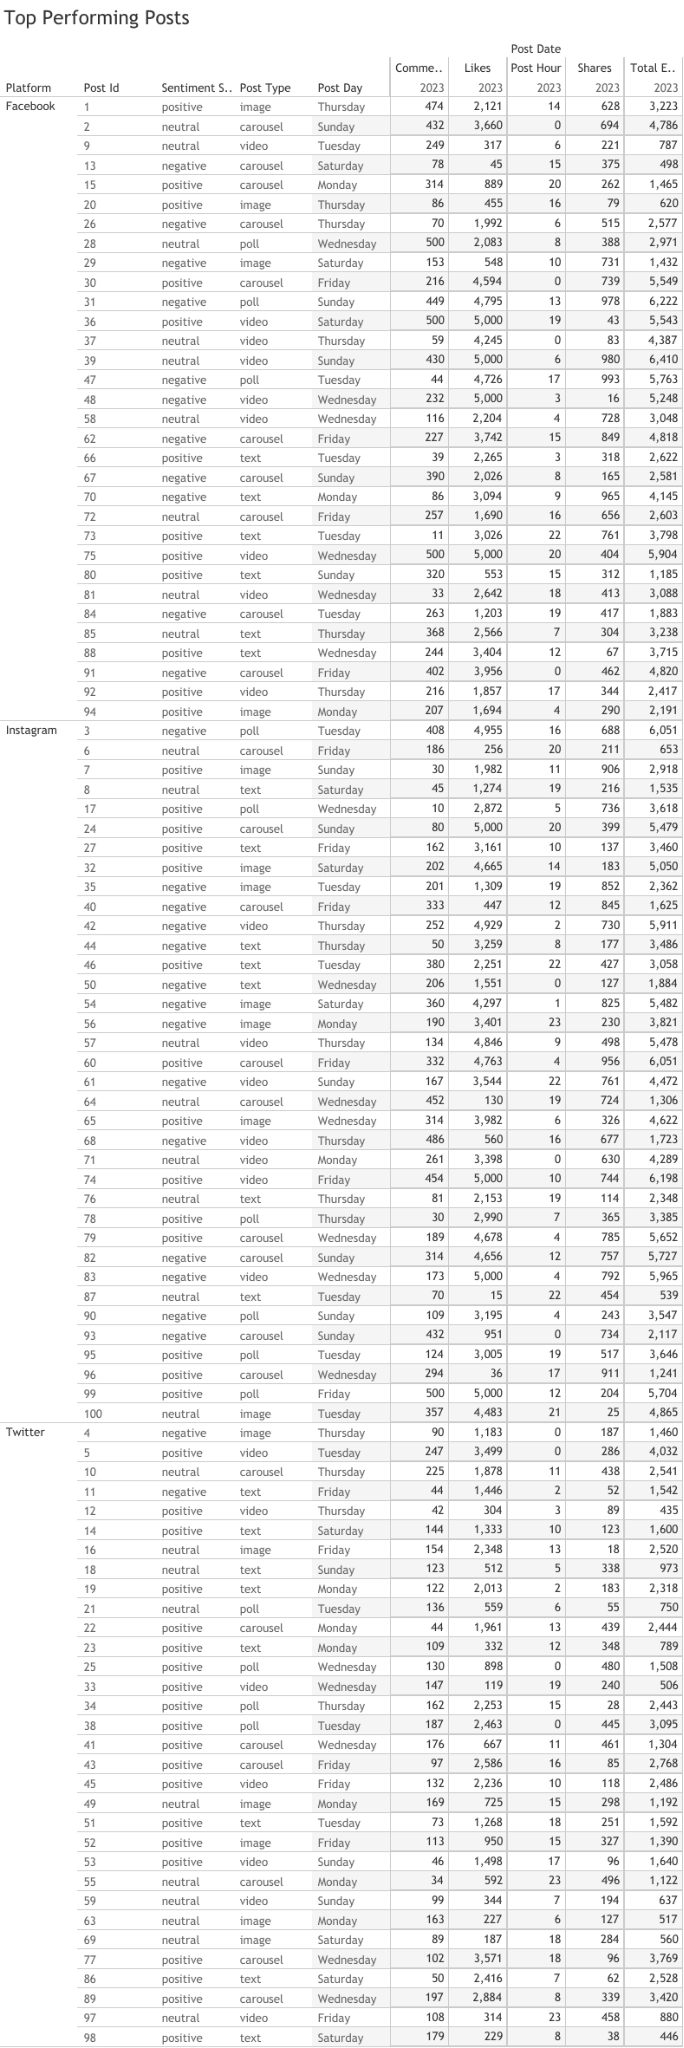 Top Performing Posts
Post Date
Comme.. Likes Post Hour Shares Total E..
Platform Post Id Sentiment S.. Post Type Post Day 2023 2023 2023 2023 2023
Facebook 1 positive image Thursday 474 2,121 14 628 3,223
2 neutral carousel Sunday 432 3,660 0 694 4,786
9 neutral video Tuesday 249 317 6 221 787
13 negative carousel Saturday 78 45 15 375 498
15 positive carousel Monday 314 889 20 262 1,465
20 positive image Thursday 86 455 16 79 620
26 negative carousel Thursday 70 1,992 6 515 2,577
28 neutral poll Wednesday 500 2,083 8 388 2,971
29 negative image Saturday 153 548 10 731 1,432
30 positive carousel Friday 216 4,594 0 739 5,549
31 negative poll Sunday 449 4,795 13 978 6,222
36 positive video Saturday 500 5,000 19 43 5,543
37 neutral video Thursday 59 4,245 0 83 4,387
39 neutral video Sunday 430 5,000 6 980 6,410
47 negative poll Tuesday 44 4,726 17 993 5,763
48 negative video Wednesday 232 5,000 3 16 5,248
58 neutral video Wednesday 116 2,204 4 728 3,048
62 negative carousel Friday 227 3,742 15 849 4,818
66 positive text Tuesday 39 2,265 3 318 2,622
67 negative carousel Sunday 390 2,026 8 165 2,581
70 negative text Monday 86 3,094 9 965 4,145
72 neutral carousel Friday 257 1,690 16 656 2,603
73 positive text Tuesday 11 3,026 22 761 3,798
75 positive video Wednesday 500 5,000 20 404 5,904
80 positive text Sunday 320 553 15 312 1,185
81 neutral video Wednesday 33 2,642 18 413 3,088
84 negative carousel Tuesday 263 1,203 19 417 1,883
85 neutral text Thursday 368 2,566 7 304 3,238
88 positive text Wednesday 244 3,404 12 67 3,715
91 negative carousel Friday 402 3,956 0 462 4,820
92 positive video Thursday 216 1,857 17 344 2,417
94 positive image Monday 207 1,694 4 290 2,191
Instagram 3 negative poll Tuesday 408 4,955 16 688 6,051
6 neutral carousel Friday 186 256 20 211 653
7 positive image Sunday 30 1,982 11 906 2,918
8 neutral text Saturday 45 1,274 19 216 1,535
17 positive poll Wednesday 10 2,872 5 736 3,618
24 positive carousel Sunday 80 5,000 20 399 5,479
27 positive text Friday 162 3,161 10 137 3,460
32 positive image Saturday 202 4,665 14 183 5,050
35 negative image Tuesday 201 1,309 19 852 2,362
40 negative carousel Friday 333 447 12 845 1,625
42 negative video Thursday 252 4,929 2 730 5,911
44 negative text Thursday 50 3,259 8 177 3,486
46 positive text Tuesday 380 2,251 22 427 3,058
50 negative text Wednesday 206 1,551 0 127 1,884
54 negative image Saturday 360 4,297 1 825 5,482
56 negative image Monday 190 3,401 23 230 3,821
57 neutral video Thursday 134 4,846 9 498 5,478
60 positive carousel Friday 332 4,763 4 956 6,051
61 negative video Sunday 167 3,544 22 761 4,472
64 neutral carousel Wednesday 452 130 19 724 1,306
65 positive image Wednesday 314 3,982 6 326 4,622
68 negative video Thursday 486 560 16 677 1,723
71 neutral video Monday 261 3,398 0 630 4,289
74 positive video Friday 454 5,000 10 744 6,198
76 neutral text Thursday 81 2,153 19 114 2,348
78 positive poll Thursday 30 2,990 7 365 3,385
79 positive carousel Wednesday 189 4,678 4 785 5,652
82 negative carousel Sunday 314 4,656 12 757 5,727
83 negative video Wednesday 173 5,000 4 792 5,965
87 neutral text Tuesday 70 15 22 454 539
90 negative poll Sunday 109 3,195 4 243 3,547
93 negative carousel Sunday 432 951 0 734 2,117
95 positive poll Tuesday 124 3,005 19 517 3,646
96 positive carousel Wednesday 294 36 17 911 1,241
99 positive poll Friday 500 5,000 12 204 5,704
100 neutral image Tuesday 357 4,483 21 25 4,865
Twitter 4 negative image Thursday 90 1,183 0 187 1,460
5 positive video Tuesday 247 3,499 0 286 4,032
10 neutral carousel Thursday 225 1,878 11 438 2,541
11 negative text Friday 44 1,446 2 52 1,542
12 positive video Thursday 42 304 3 89 435
14 positive text Saturday 144 1,333 10 123 1,600
16 neutral image Friday 154 2,348 13 18 2,520
18 neutral text Sunday 123 512 5 338 973
19 positive text Monday 122 2,013 2 183 2,318
21 neutral poll Tuesday 136 559 6 55 750
22 positive carousel Monday 44 1,961 13 439 2,444
23 positive text Monday 109 332 12 348 789
25 positive poll Wednesday 130 898 0 480 1,508
33 positive video Wednesday 147 119 19 240 506
34 positive poll Thursday 162 2,253 15 28 2,443
38 positive poll Tuesday 187 2,463 0 445 3,095
41 positive carousel Wednesday 176 667 11 461 1,304
43 positive carousel Friday 97 2,586 16 85 2,768
45 positive video Friday 132 2,236 10 118 2,486
49 neutral image Monday 169 725 15 298 1,192
51 positive text Tuesday 73 1,268 18 251 1,592
52 positive image Friday 113 950 15 327 1,390
53 positive video Sunday 46 1,498 17 96 1,640
55 neutral carousel Monday 34 592 23 496 1,122
59 neutral video Sunday 99 344 7 194 637
63 neutral image Monday 163 227 6 127 517
69 neutral image Saturday 89 187 18 284 560
77 positive carousel Wednesday 102 3,571 18 96 3,769
86 positive text Saturday 50 2,416 7 62 2,528
89 positive carousel Wednesday 197 2,884 8 339 3,420
97 neutral video Friday 108 314 23 458 880
98 positive text Saturday 179 229 8 38 446